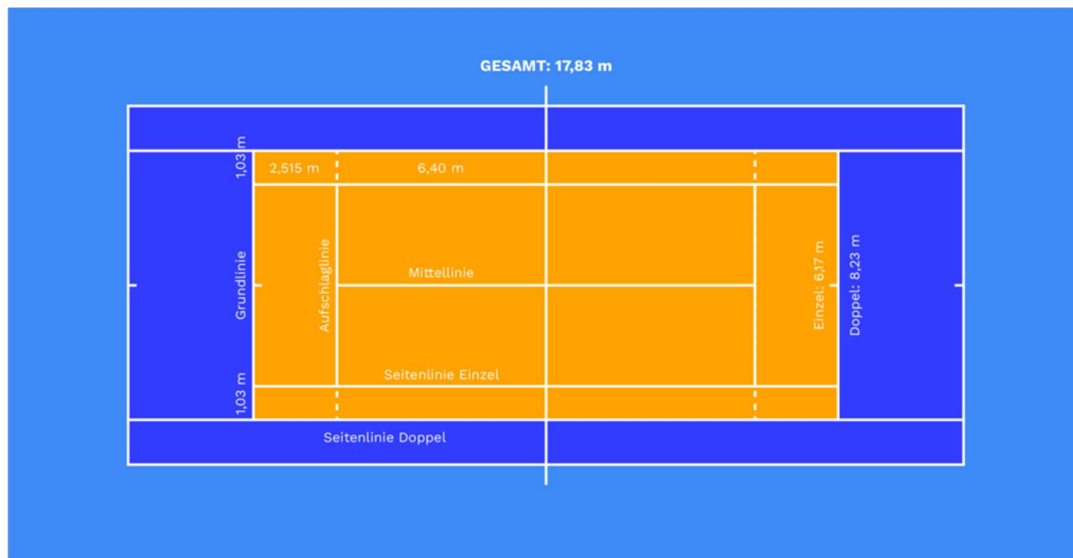 GESAMT: 17,83 m
1,03 m
2,515 m
6,40 m
Grundlinie
Aufschlaglinie
Mittellinie
Einzel: 6,17 m
Doppel: 8,23 m
Seitenlinie Einzel
1,03 m
Seitenlinie Doppel